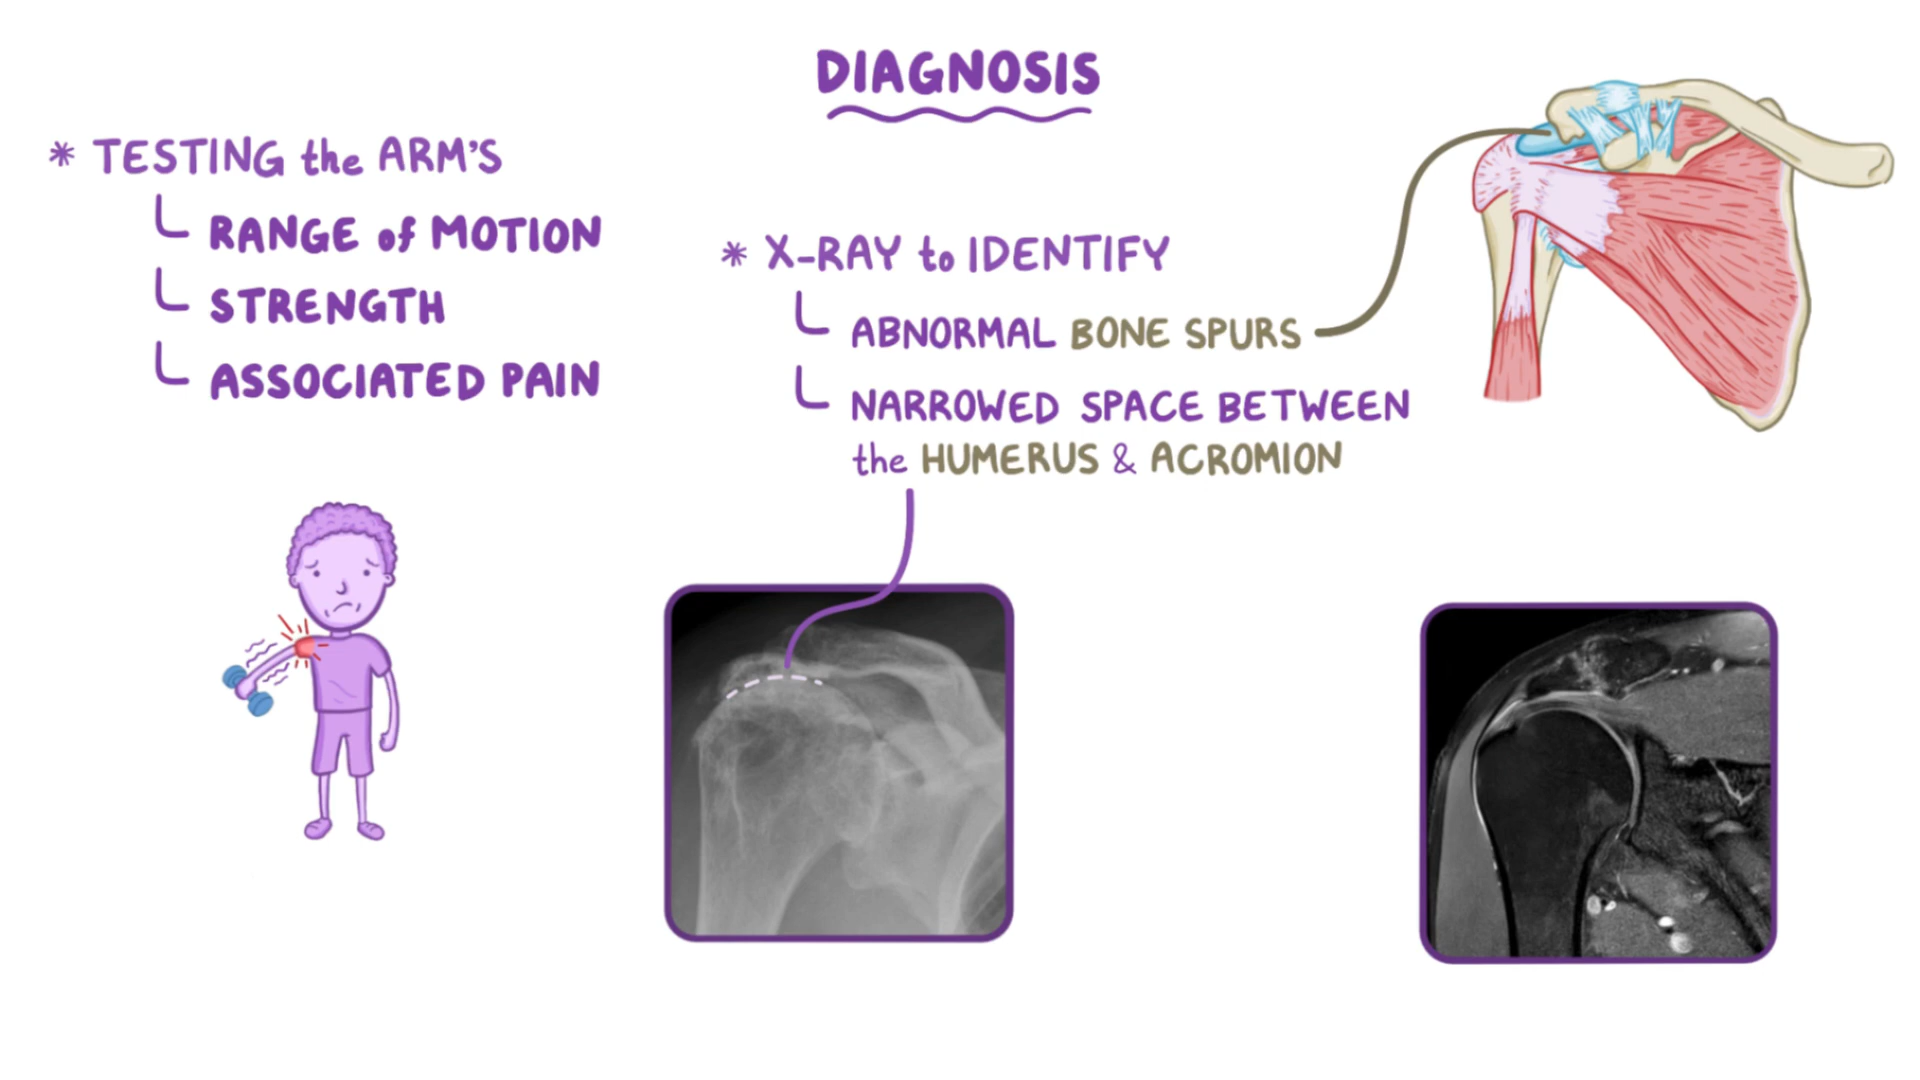 DIAGNOSIS
* TESTING the ARM'S
RANGE of MOTION
STRENGTH
ASSOCIATED PAIN
* X-RAY to IDENTIFY
ABNORMAL BONE SPURS
NARROWED SPACE BETWEEN
the HUMERUS & ACROMION